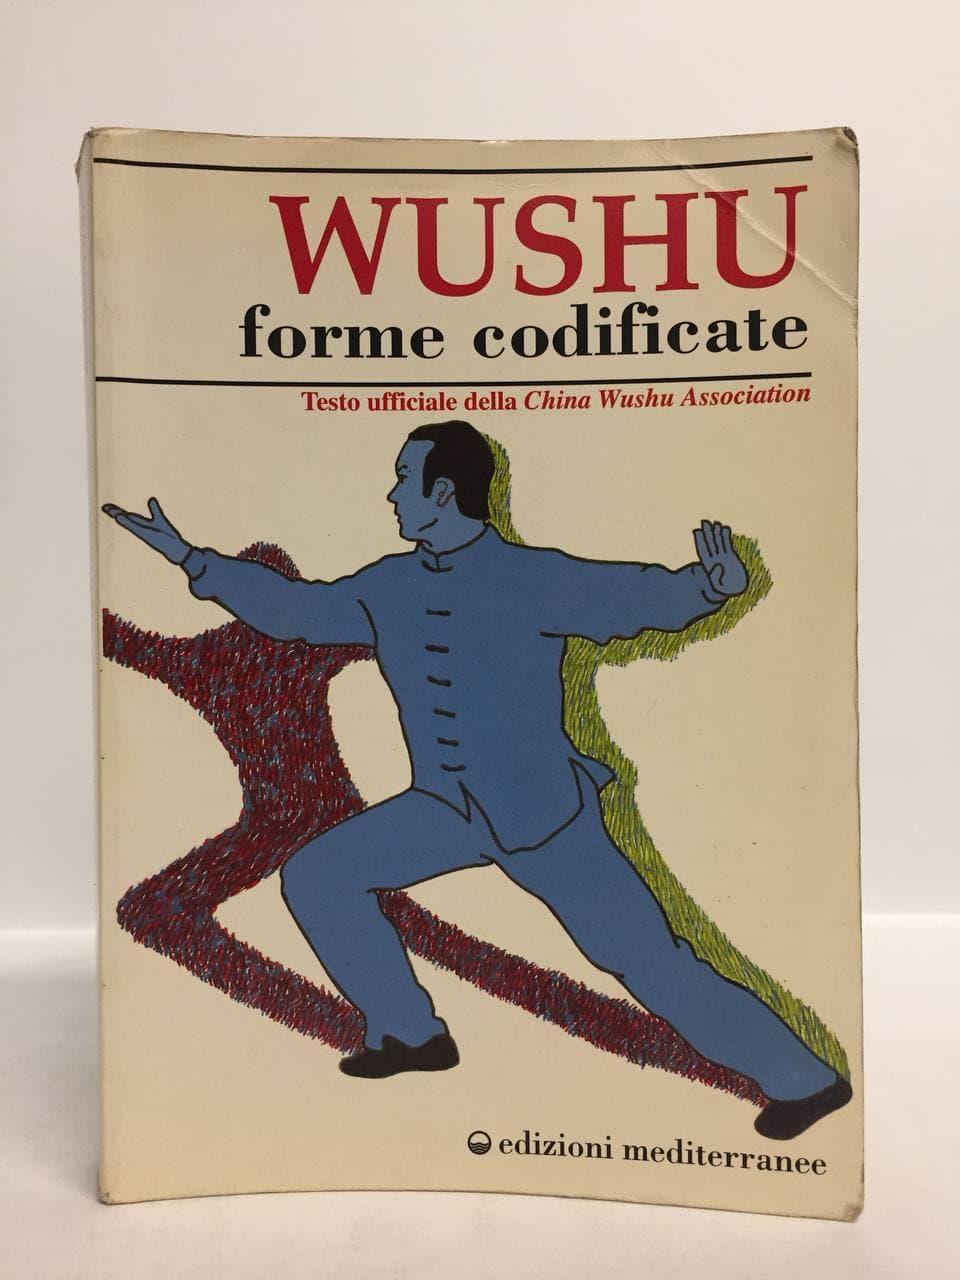 WUSHU
forme codificate
Testo ufficiale della China Wushu Association
edizioni mediterranee